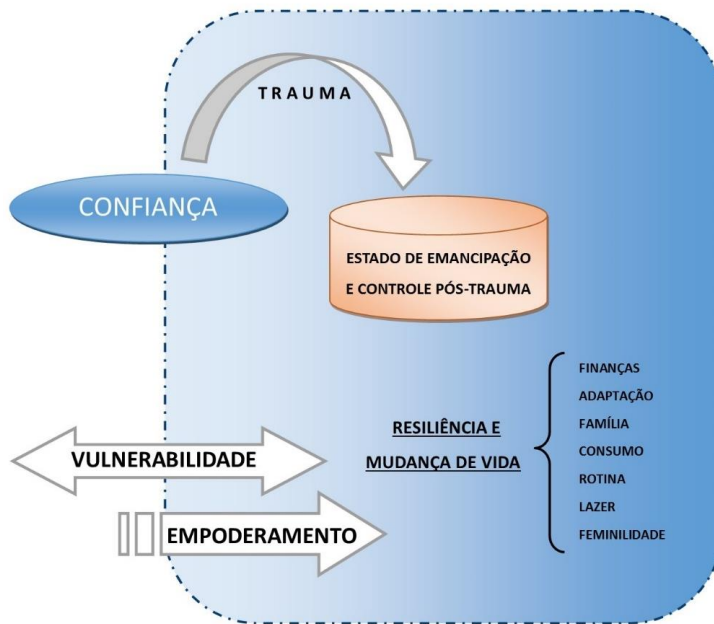 T R A U M A
CONFIANÇA
ESTADO DE EMANCIPAÇÃO
E CONTROLE PÓS-TRAUMA
VULNERABILIDADE
EMPODERAMENTO
RESILIÊNCIA E
MUDANÇA DE VIDA
FINANÇAS
ADAPTAÇÃO
FAMÍLIA
CONSUMO
ROTINA
LAZER
FEMINILIDADE